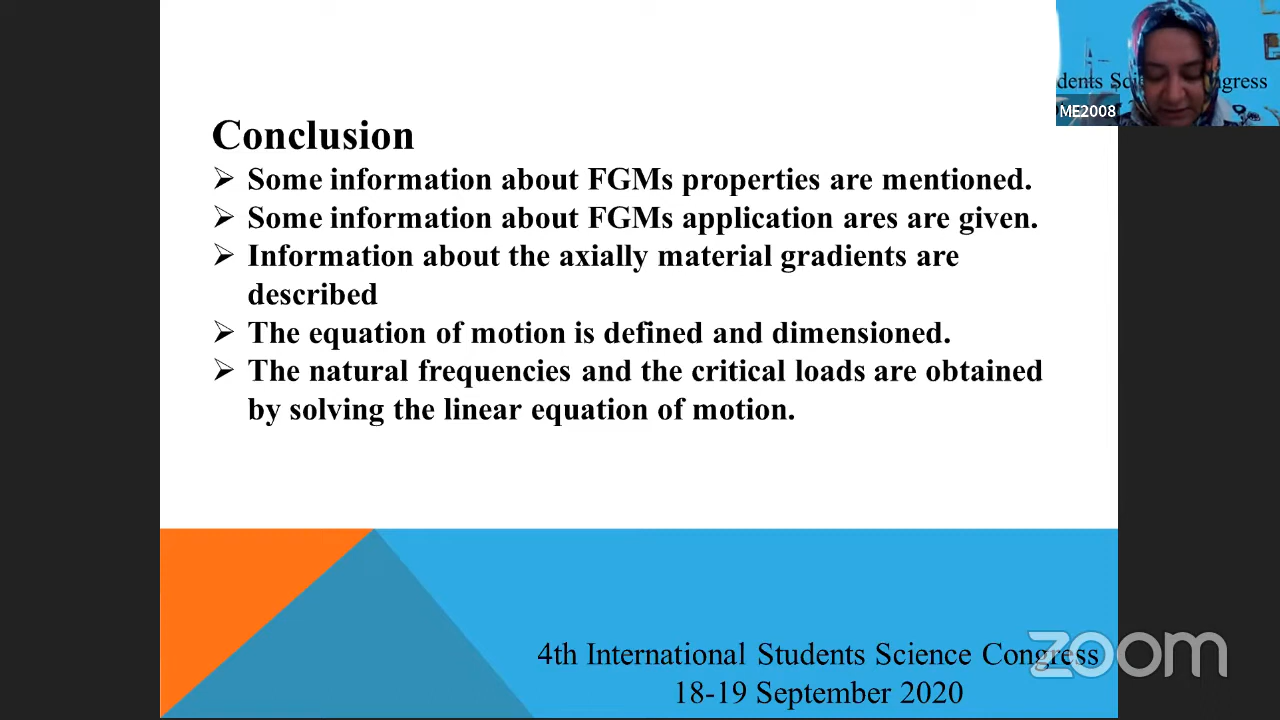 dents Sci ngress
ME2008
Conclusion
➢ Some information about FGMs properties are mentioned.
➢ Some information about FGMs application ares are given.
➢ Information about the axially material gradients are
described
➢ The equation of motion is defined and dimensioned.
➢ The natural frequencies and the critical loads are obtained
by solving the linear equation of motion.
4th International Students Science Congress
18-19 September 2020
zoom